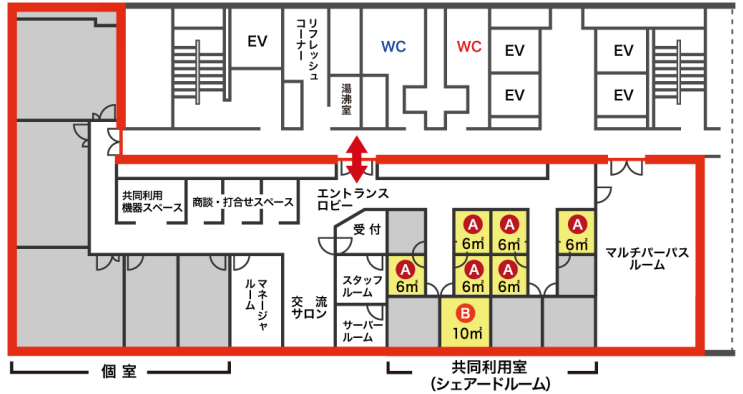 リフレッシュ
コーナー
EV
WC
WC
EV
EV
湯沸室
EV
EV
共同利用
機器スペース
商談・打合せスペース
エントランス
ロビー
受付
A
6㎡
A
6㎡
A
6㎡
マルチパーパス
ルーム
A
6㎡
A
6㎡
A
6㎡
マネージャ
ルーム
交流
サロン
スタッフ
ルーム
サーバー
ルーム
B
10㎡
個室
共同利用室
(シェアードルーム)